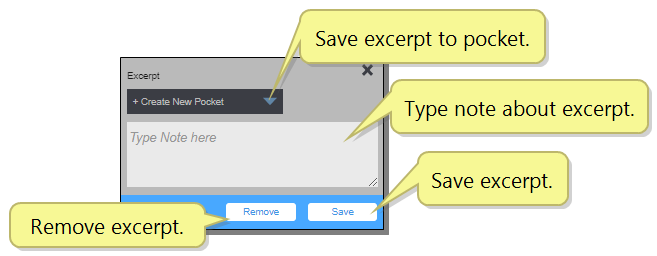 Save excerpt to pocket.
Excerpt
+ Create New Pocket
Type note about excerpt.
Type Note here
Save excerpt.
Remove
Save
Remove excerpt.